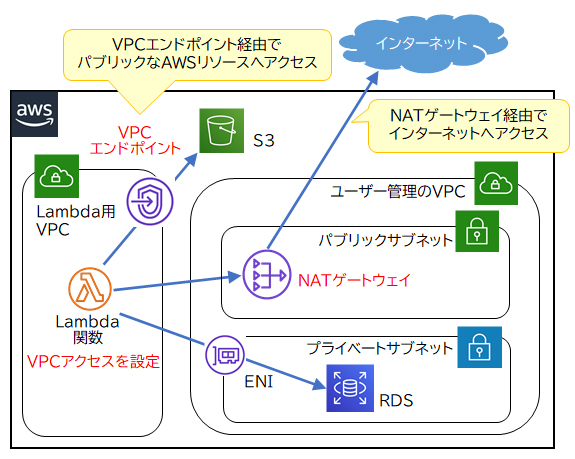 VPCエンドポイント経由で
パブリックなAWSリソースへアクセス
インターネット
aws
VPC
エンドポイント
S3
NATゲートウェイ経由で
インターネットへアクセス
Lambda用
VPC
ユーザー管理のVPC
パブリックサブネット
NATゲートウェイ
Lambda
関数
VPCアクセスを設定
プライベートサブネット
ENI
RDS